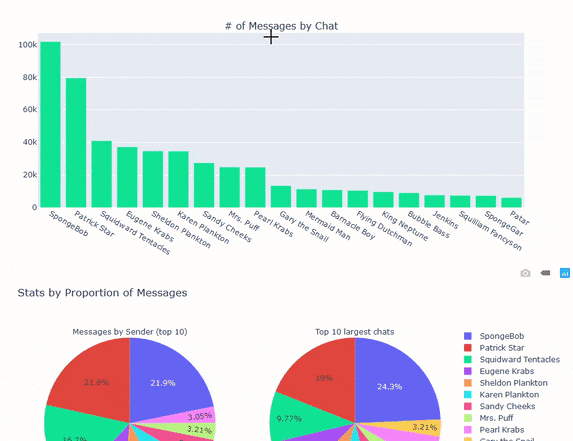 # of Messages by Chat
100k
80k
60k
40k
20k
0
SpongeBob
Patrick Star
Squidward Tentacles
Eugene Krabs
Sheldon Plankton
Karen Plankton
Sandy Cheeks
Mrs. Puff
Pearl Krabs
Gary the Snail
Mermaid Man
Barnacle Boy
Flying Dutchman
King Neptune
Bubble Bass
Jenkins
Squilliam Fancyson
SpongeGar
Patar
Stats by Proportion of Messages
Messages by Sender (top 10)
21.6%
21.9%
3.05%
3.21%
16.7%
Top 10 largest chats
19%
24.3%
9.77%
3.21%
SpongeBob
Patrick Star
Squidward Tentacles
Eugene Krabs
Sheldon Plankton
Karen Plankton
Sandy Cheeks
Mrs. Puff
Pearl Krabs